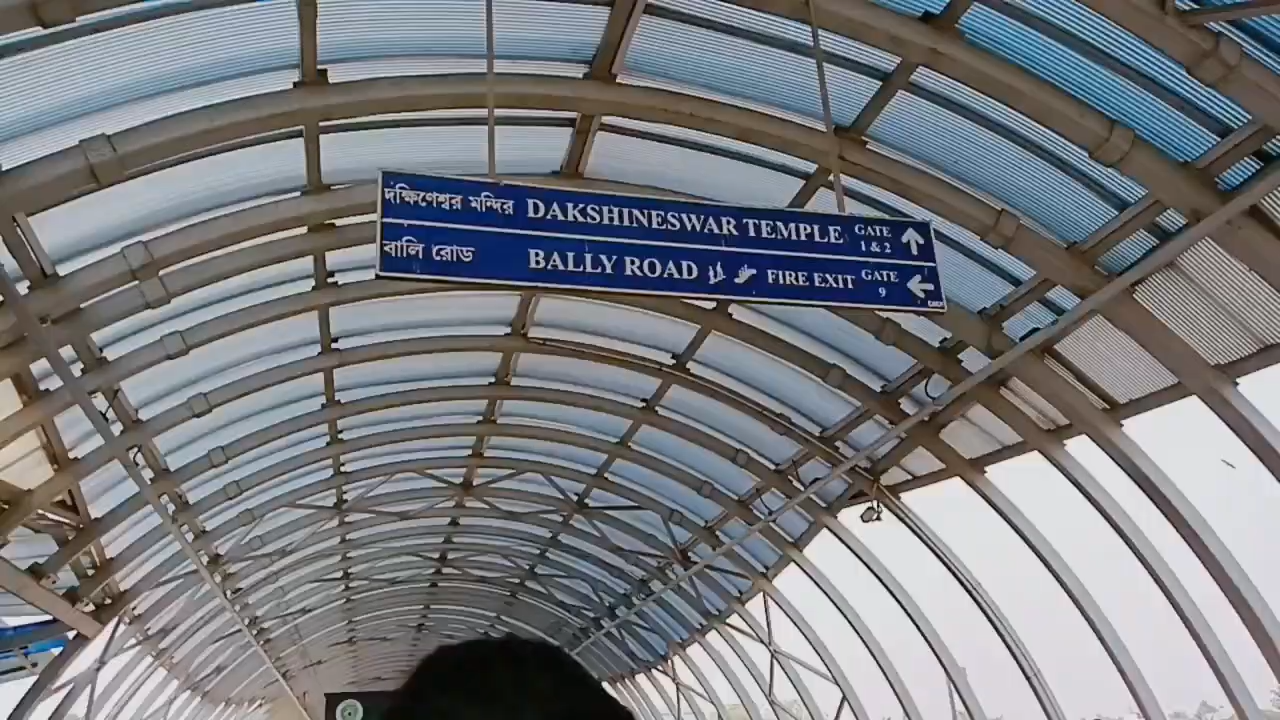 দক্ষিণেশ্বর মন্দির DAKSHINESWAR TEMPLE GATE 1 & 2
বালি রোড BALLY ROAD FIRE EXIT GATE 9